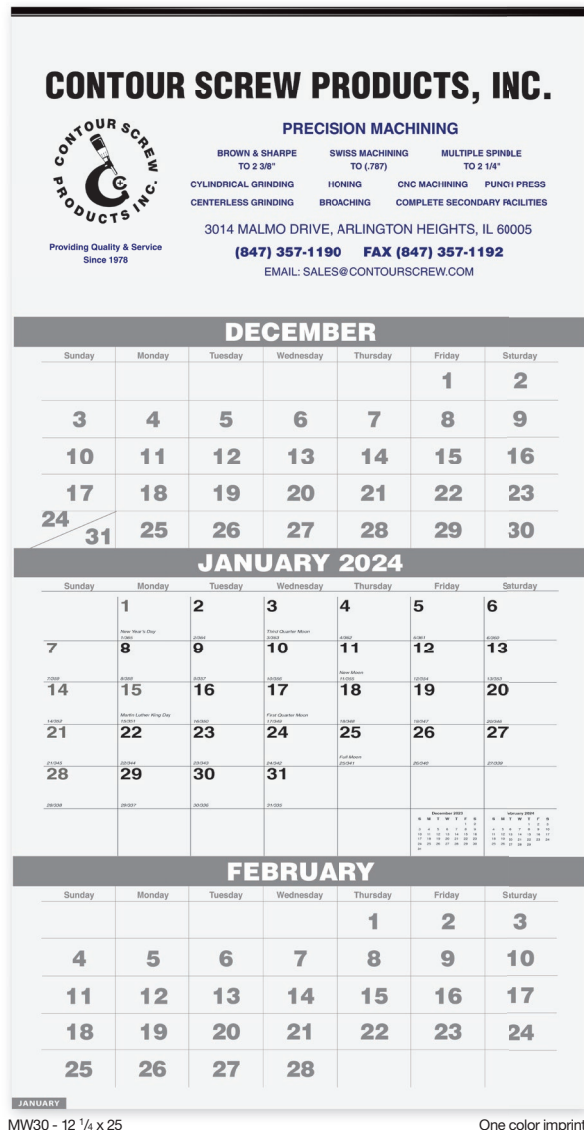 CONTOUR SCREW PRODUCTS, INC.
CONTOUR SCREW
PRODUCTS INC.
Providing Quality & Service
Since 1978
PRECISION MACHINING
BROWN & SHARPE SWISS MACHINING MULTIPLE SPINDLE
TO 2 3/8" TO (.787) TO 2 1/4"
CYLINDRICAL GRINDING HONING CNC MACHINING PUNCH PRESS
CENTERLESS GRINDING BROACHING COMPLETE SECONDARY FACILITIES
3014 MALMO DRIVE, ARLINGTON HEIGHTS, IL 60005
(847) 357-1190 FAX (847) 357-1192
EMAIL: SALES@CONTOURSCREW.COM
DECEMBER
Sunday Monday Tuesday Wednesday Thursday Friday Saturday
1 2
3 4 5 6 7 8 9
10 11 12 13 14 15 16
17 18 19 20 21 22 23
24 31 25 26 27 28 29 30
JANUARY 2024
Sunday Monday Tuesday Wednesday Thursday Friday Saturday
1 2 3 4 5 6
New Year's Day Third Quarter Moon
7 8 9 10 11 12 13
New Moon
14 15 16 17 18 19 20
Martin Luther King Day First Quarter Moon
21 22 23 24 25 26 27
Full Moon
28 29 30 31
December 2023
FEBRUARY
Sunday Monday Tuesday Wednesday Thursday Friday Saturday
1 2 3
4 5 6 7 8 9 10
11 12 13 14 15 16 17
18 19 20 21 22 23 24
25 26 27 28
JANUARY
MW30 - 12 1/4 x 25 One color imprint